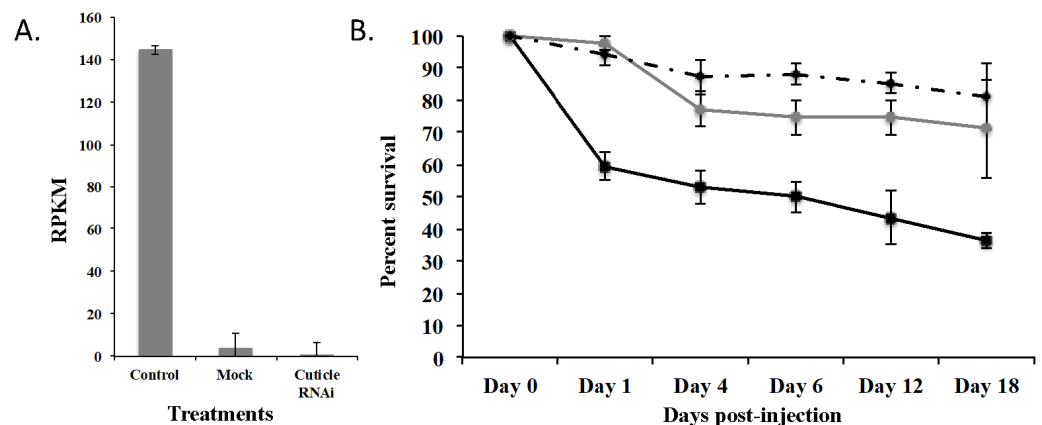 A.
RPKM
160
140
120
100
80
60
40
20
0
Control
Mock
Cuticle
RNAi
Treatments
B.
Percent survival
100
90
80
70
60
50
40
30
20
10
0
Day 0
Day 1
Day 4
Day 6
Day 12
Day 18
Days post-injection